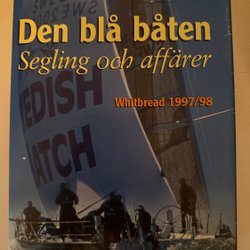 Den blå båten
Segling och affärer
Whitbread 1997/98
EDISH
ATCH